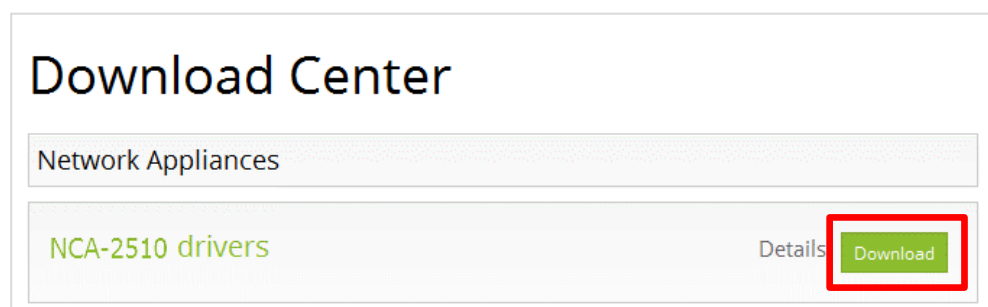 Download Center
Network Appliances
NCA-2510 drivers Details Download